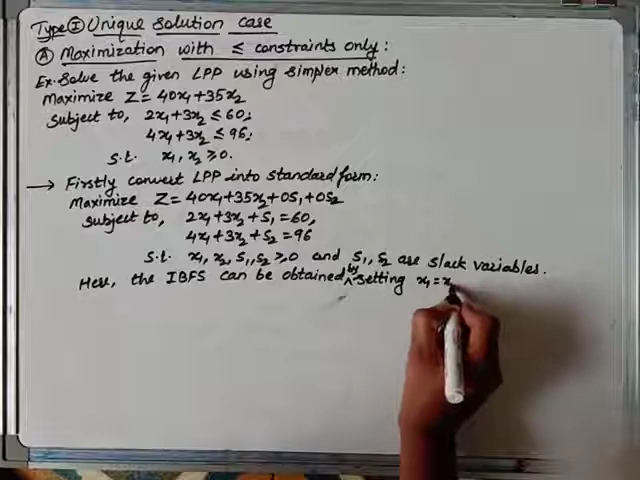 Type Ⓘ Unique Solution case
Ⓐ Maximization with ≤ constraints only:
Ex. Solve the given LPP using simplex method:
Maximize Z = 40x₁+35x₂
Subject to, 2x₁+3x₂ ≤ 60;
4x₁+3x₂ ≤ 96;
s.t. x₁, x₂ ≥ 0.
→ Firstly convert LPP into standard form:
Maximize Z = 40x₁+35x₂+0S₁+0S₂
Subject to, 2x₁+3x₂+S₁ = 60,
4x₁+3x₂+S₂ = 96
s.t. x₁, x₂, S₁, S₂ ≥ 0 and S₁, S₂ are slack variables.
Here, the IBFS can be obtained by setting x₁ = x